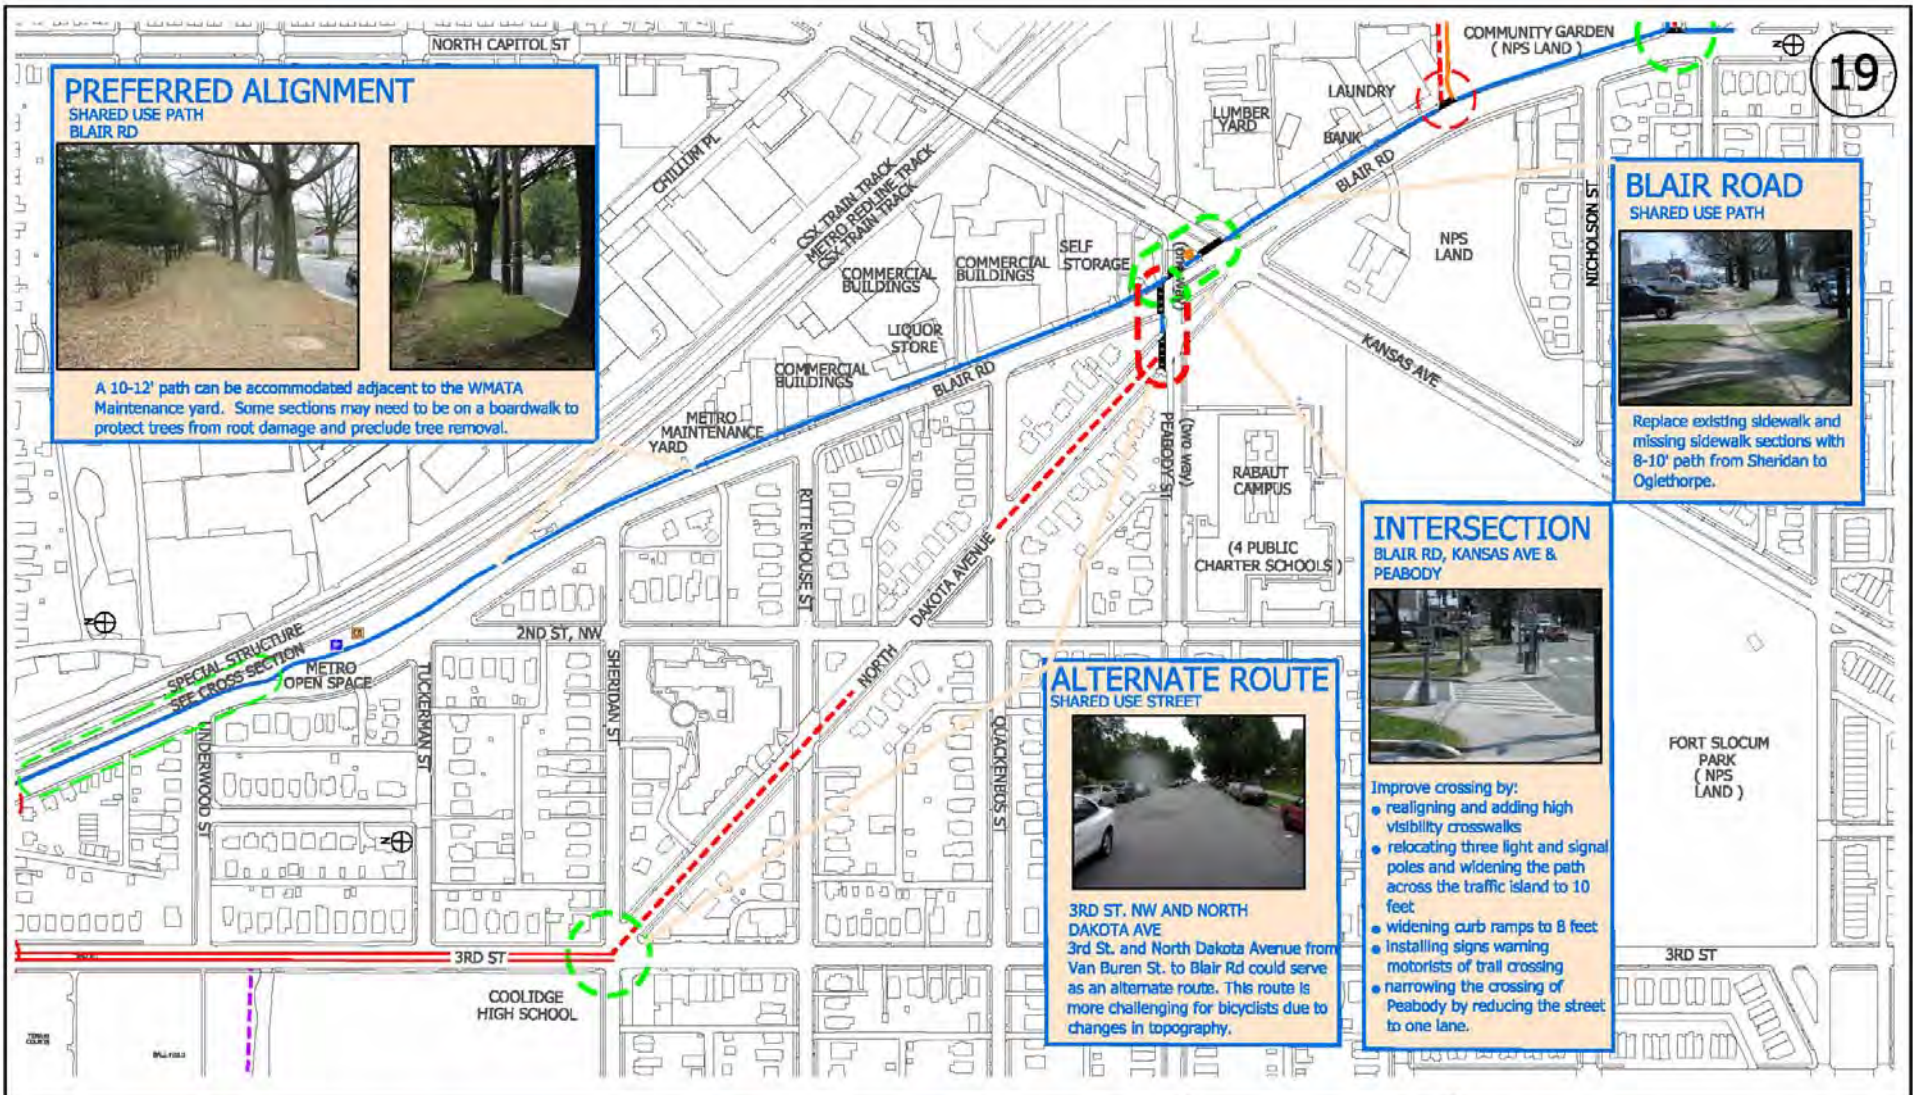 NORTH CAPITOL ST
COMMUNITY GARDEN
( NPS LAND )
N
19
PREFERRED ALIGNMENT
SHARED USE PATH
BLAIR RD
A 10-12' path can be accommodated adjacent to the WMATA
Maintenance yard. Some sections may need to be on a boardwalk to
protect trees from root damage and preclude tree removal.
CHILLUM PL
CSX TRAIN TRACK
METRO REDLINE TRACK
CSX TRAIN TRACK
LUMBER
YARD
LAUNDRY
BANK
BLAIR RD
BLAIR ROAD
SHARED USE PATH
Replace existing sidewalk and
missing sidewalk sections with
8-10' path from Sheridan to
Oglethorpe.
NICHOLSON ST
NPS
LAND
SELF
STORAGE
(one way)
COMMERCIAL
BUILDINGS
COMMERCIAL
BUILDINGS
LIQUOR
STORE
COMMERCIAL
BUILDINGS
BLAIR RD
KANSAS AVE
METRO
MAINTENANCE
YARD
PEABODY ST
(two way)
RABAUT
CAMPUS
(4 PUBLIC
CHARTER SCHOOLS )
RITTENHOUSE ST
NORTH DAKOTA AVENUE
INTERSECTION
BLAIR RD, KANSAS AVE &
PEABODY
Improve crossing by:
● realigning and adding high
visibility crosswalks
● relocating three light and signal
poles and widening the path
across the traffic island to 10
feet
● widening curb ramps to 8 feet
● installing signs warning
motorists of trail crossing
● narrowing the crossing of
Peabody by reducing the street
to one lane.
N
SPECIAL STRUCTURE
SEE CROSS SECTION
METRO
OPEN SPACE
2ND ST, NW
TUCKERMAN ST
SHERIDAN ST
UNDERWOOD ST
QUACKENBOS ST
ALTERNATE ROUTE
SHARED USE STREET
3RD ST. NW AND NORTH
DAKOTA AVE
3rd St. and North Dakota Avenue from
Van Buren St. to Blair Rd could serve
as an alternate route. This route is
more challenging for bicyclists due to
changes in topography.
FORT SLOCUM
PARK
( NPS
LAND )
N
3RD ST
3RD ST
COOLIDGE
HIGH SCHOOL
TENNIS
COURTS